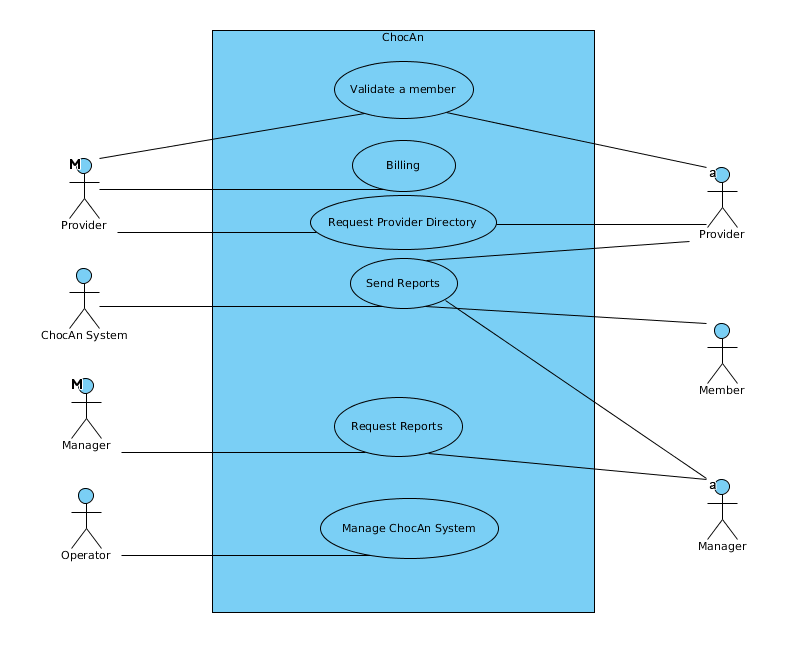 ChocAn
Validate a member
M
a
Billing
Provider
Request Provider Directory
Provider
Send Reports
ChocAn System
Member
M
Manager
Request Reports
a
Manage ChocAn System
Operator
Manager